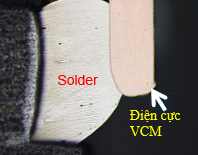 Solder
Điện cực
VCM